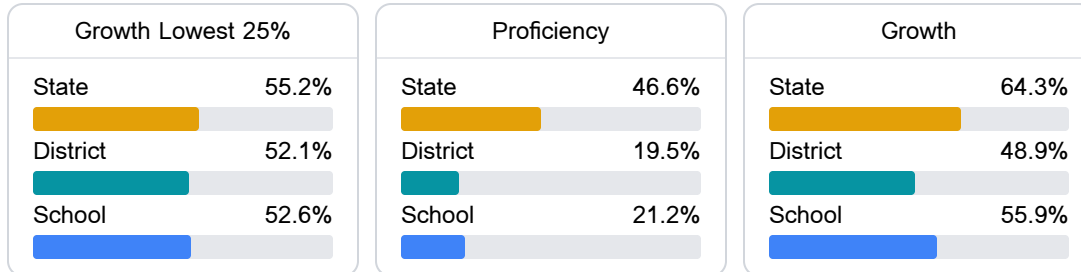 Growth Lowest 25%
State 55.2%
District 52.1%
School 52.6%
Proficiency
State 46.6%
District 19.5%
School 21.2%
Growth
State 64.3%
District 48.9%
School 55.9%